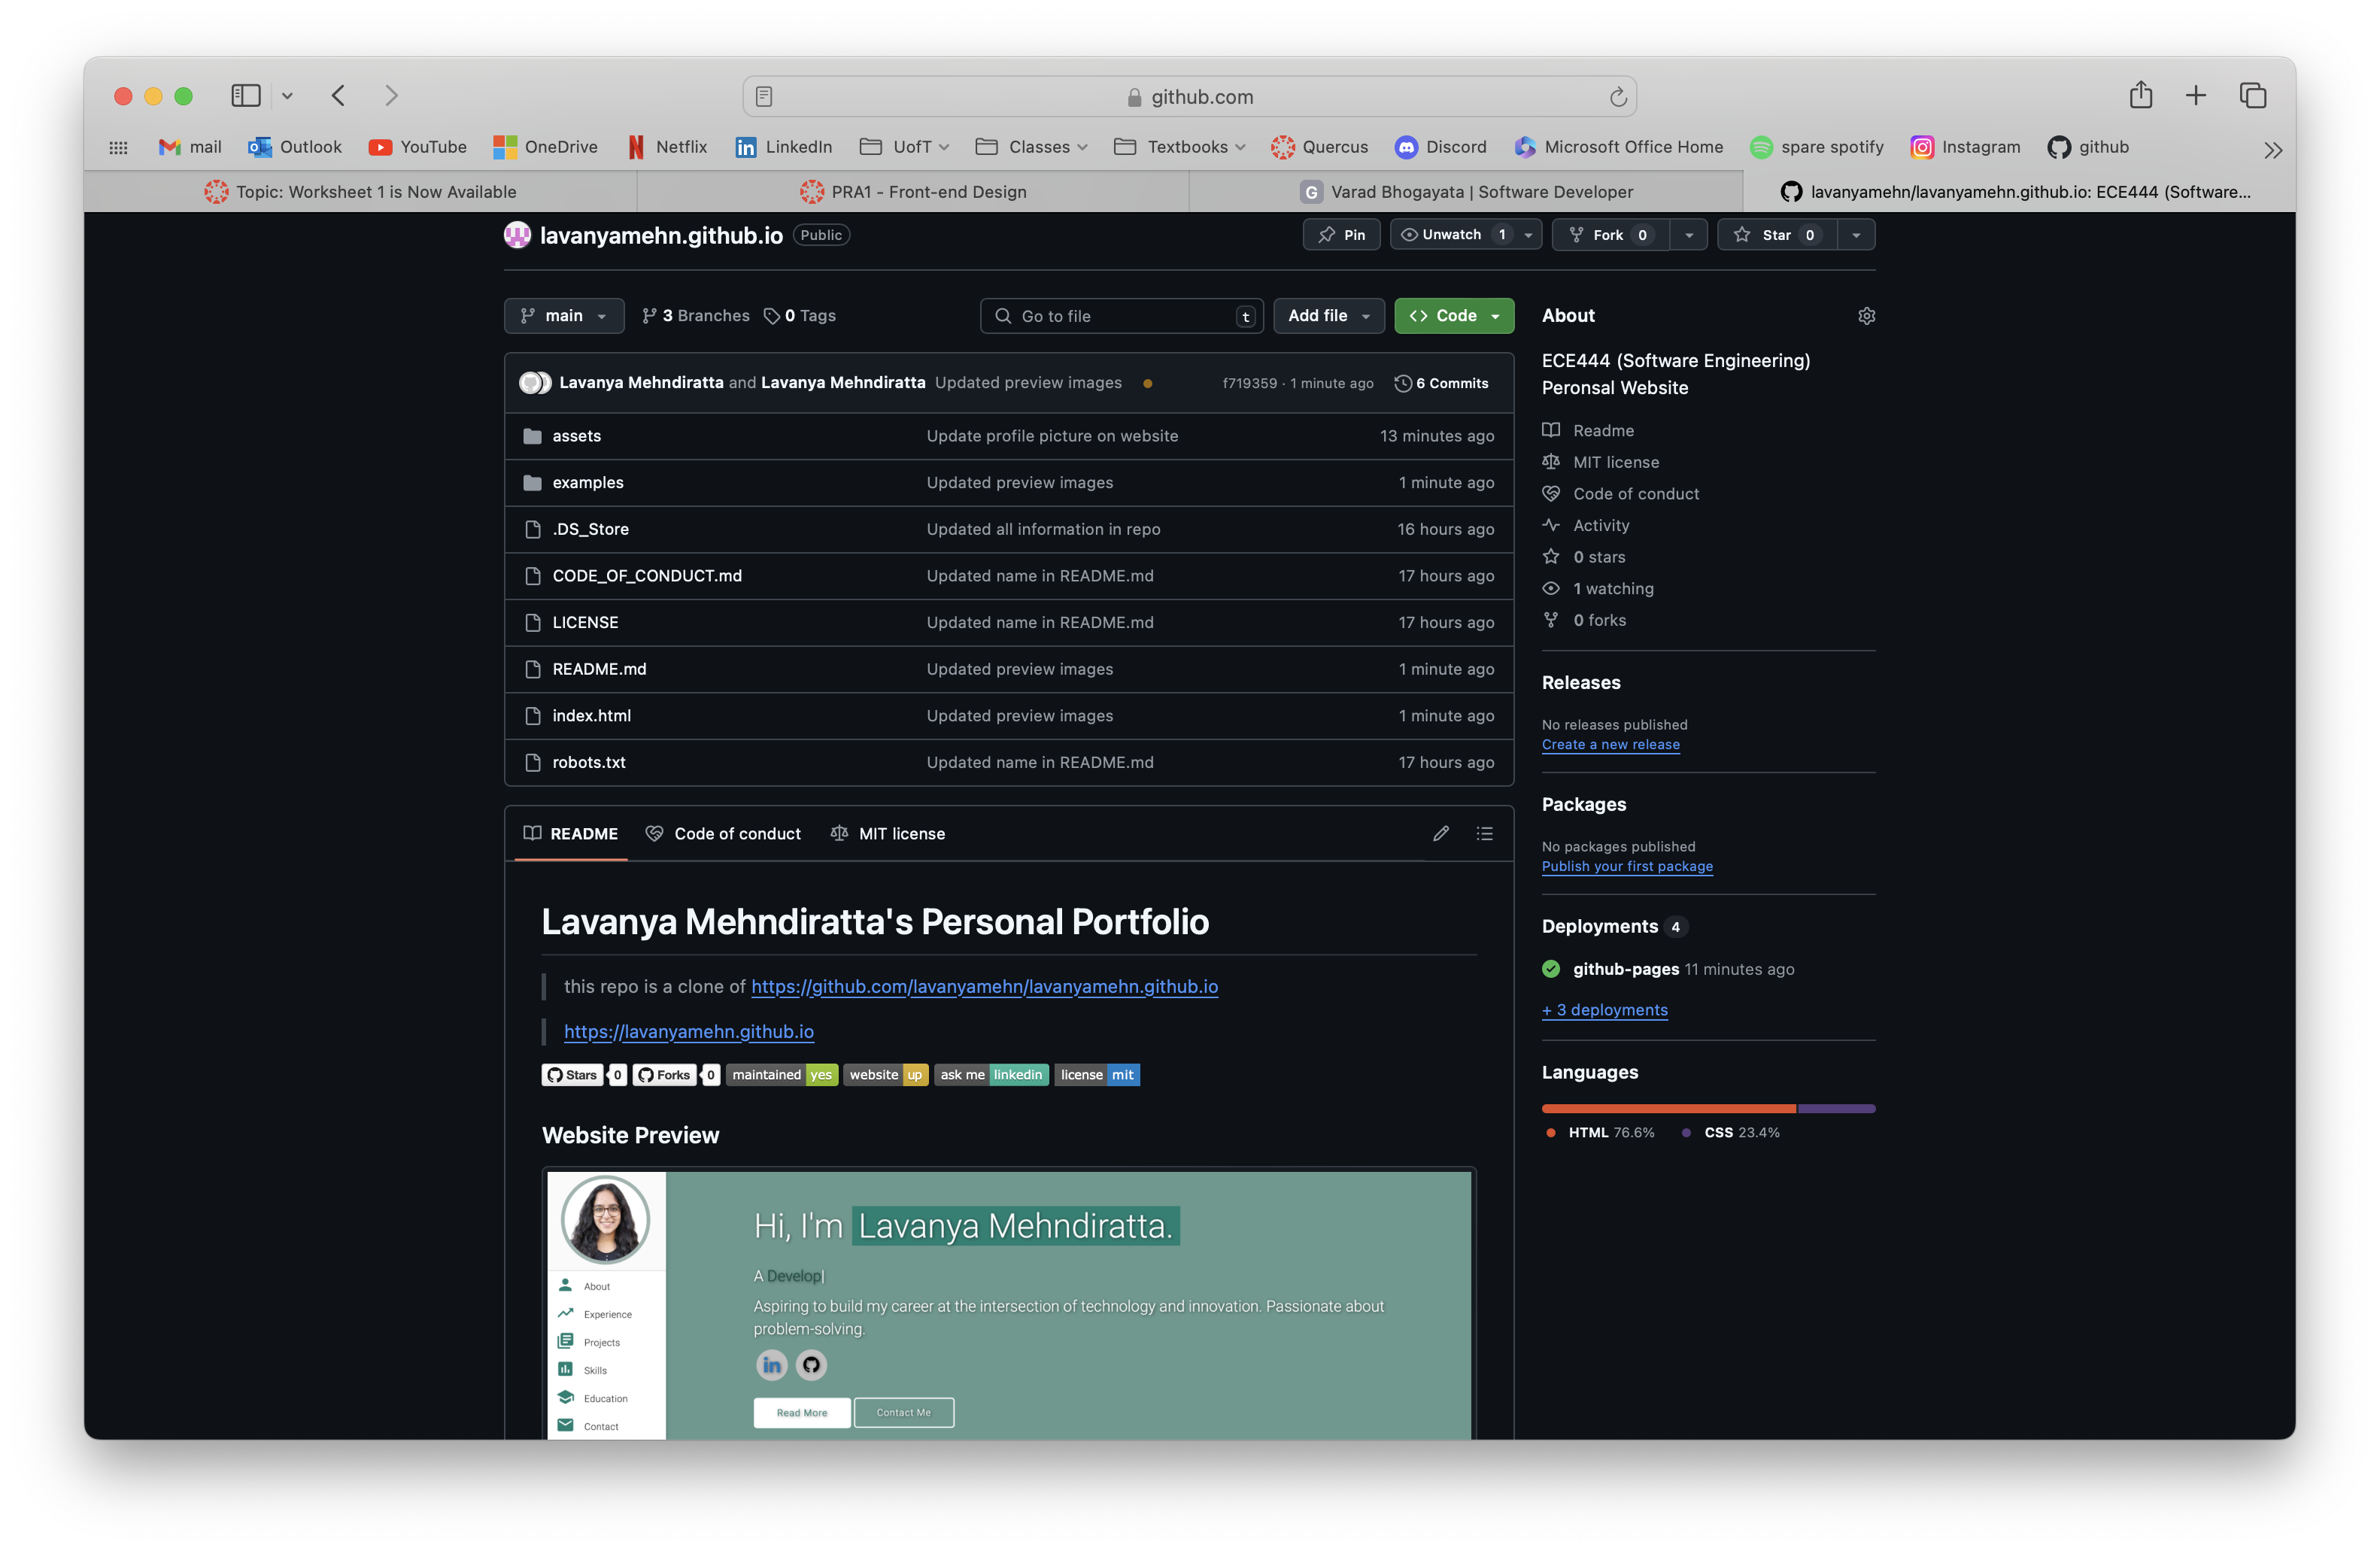 github.com
mail Outlook YouTube OneDrive Netflix LinkedIn UofT Classes Textbooks Quercus Discord Microsoft Office Home spare spotify Instagram github
Topic: Worksheet 1 is Now Available PRA1 - Front-end Design G Varad Bhogayata | Software Developer lavanyamehn/lavanyamehn.github.io: ECE444 (Software...
lavanyamehn.github.io Public Pin Unwatch 1 Fork 0 Star 0
main 3 Branches 0 Tags Go to file t Add file <> Code About
ECE444 (Software Engineering)
Peronsal Website
Lavanya Mehndiratta and Lavanya Mehndiratta Updated preview images f719359 · 1 minute ago 6 Commits
assets Update profile picture on website 13 minutes ago
examples Updated preview images 1 minute ago
.DS_Store Updated all information in repo 16 hours ago
CODE_OF_CONDUCT.md Updated name in README.md 17 hours ago
LICENSE Updated name in README.md 17 hours ago
README.md Updated preview images 1 minute ago
index.html Updated preview images 1 minute ago
robots.txt Updated name in README.md 17 hours ago
Readme
MIT license
Code of conduct
Activity
0 stars
1 watching
0 forks
Releases
No releases published
Create a new release
Packages
No packages published
Publish your first package
Deployments 4
github-pages 11 minutes ago
+ 3 deployments
Languages
HTML 76.6% CSS 23.4%
README Code of conduct MIT license
Lavanya Mehndiratta's Personal Portfolio
this repo is a clone of https://github.com/lavanyamehn/lavanyamehn.github.io
https://lavanyamehn.github.io
Stars 0 Forks 0 maintained yes website up ask me linkedin license mit
Website Preview
Hi, I'm Lavanya Mehndiratta.
A Develop|
Aspiring to build my career at the intersection of technology and innovation. Passionate about
problem-solving.
in
Read More Contact Me
About
Experience
Projects
Skills
Education
Contact